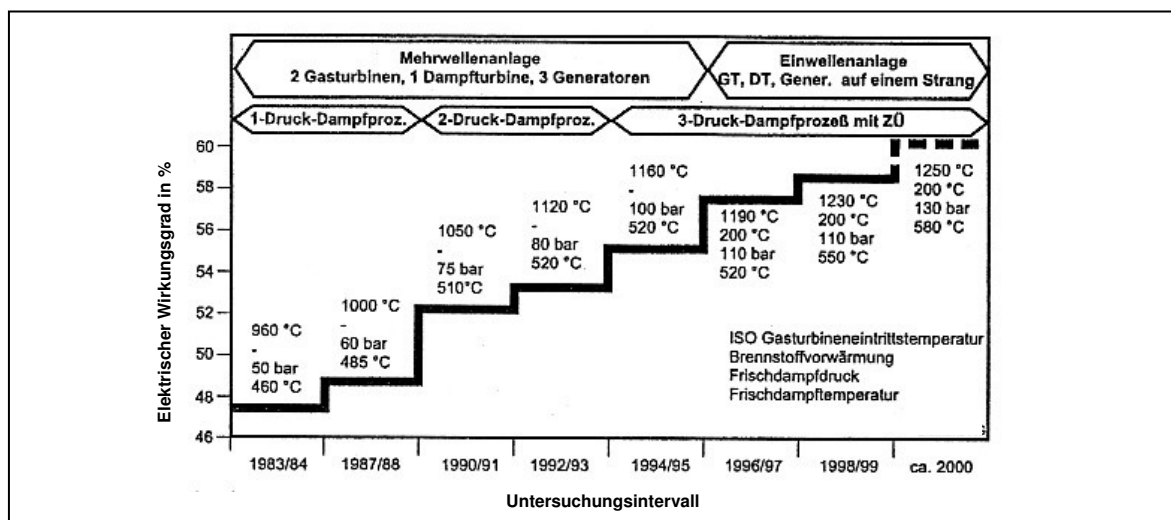 Mehrwellenanlage
2 Gasturbinen, 1 Dampfturbine, 3 Generatoren
Einwellenanlage
GT, DT, Gener. auf einem Strang
1-Druck-Dampfproz.
2-Druck-Dampfproz.
3-Druck-Dampfprozeß mit ZÜ
Elektrischer Wirkungsgrad in %
60
58
56
54
52
50
48
46
960 °C
-
50 bar
460 °C
1000 °C
-
60 bar
485 °C
1050 °C
-
75 bar
510°C
1120 °C
-
80 bar
520 °C
1160 °C
-
100 bar
520 °C
1190 °C
200 °C
110 bar
520 °C
1230 °C
200 °C
110 bar
550 °C
1250 °C
200 °C
130 bar
580 °C
ISO Gasturbineneintrittstemperatur
Brennstoffvorwärmung
Frischdampfdruck
Frischdampftemperatur
1983/84
1987/88
1990/91
1992/93
1994/95
1996/97
1998/99
ca. 2000
Untersuchungsintervall